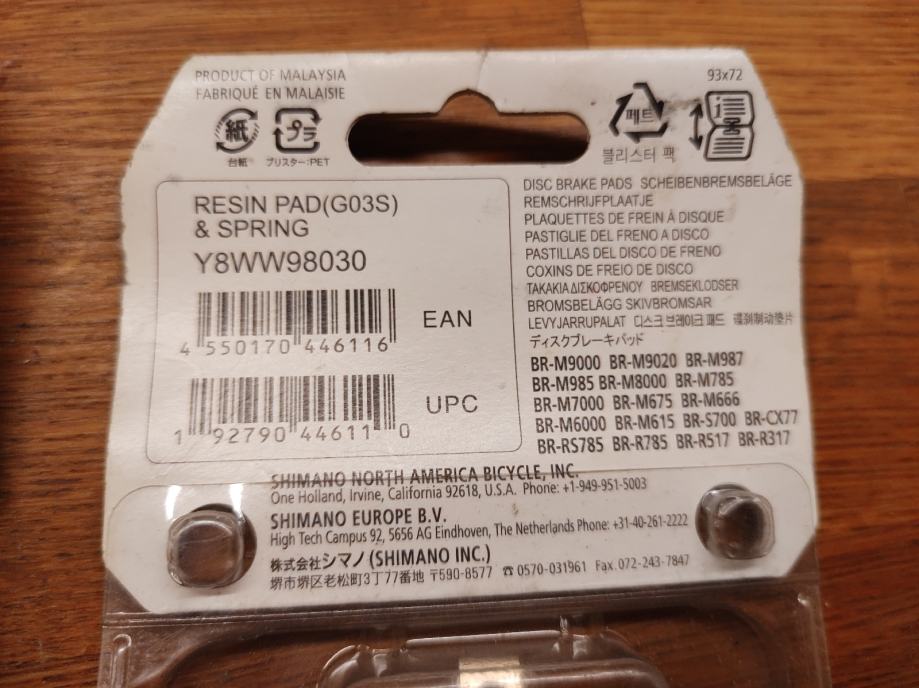 PRODUCT OF MALAYSIA
FABRIQUÉ EN MALAISIE
93x72
紙
台紙
プラ
ブリスター:PET
페트
블리스터 팩
RESIN PAD(G03S)
& SPRING
Y8WW98030
4 550170 446116
EAN
1 92790 44611 0
UPC
DISC BRAKE PADS SCHEIBENBREMSBELÄGE
REMSCHRIJFPLAATJE
PLAQUETTES DE FREIN À DISQUE
PASTIGLIE DEL FRENO A DISCO
PASTILLAS DEL DISCO DE FRENO
COXINS DE FREIO DE DISCO
ΤΑΚΑΚΙΑ ΔΙΣΚΟΦΡΕΝΟΥ BREMSEKLODSER
BROMSBELÄGG SKIVBROMSAR
LEVYJARRUPALAT 디스크 브레이크 패드 碟刹制动垫片
ディスクブレーキパッド
BR-M9000 BR-M9020 BR-M987
BR-M985 BR-M8000 BR-M785
BR-M7000 BR-M675 BR-M666
BR-M6000 BR-M615 BR-S700 BR-CX77
BR-RS785 BR-R785 BR-R517 BR-R317
SHIMANO NORTH AMERICA BICYCLE, INC.
One Holland, Irvine, California 92618, U.S.A. Phone: +1-949-951-5003
SHIMANO EUROPE B.V.
High Tech Campus 92, 5656 AG Eindhoven, The Netherlands Phone: +31-40-261-2222
株式会社シマノ (SHIMANO INC.)
堺市堺区老松町3丁77番地 〒590-8577 ☎ 0570-031961 Fax. 072-243-7847